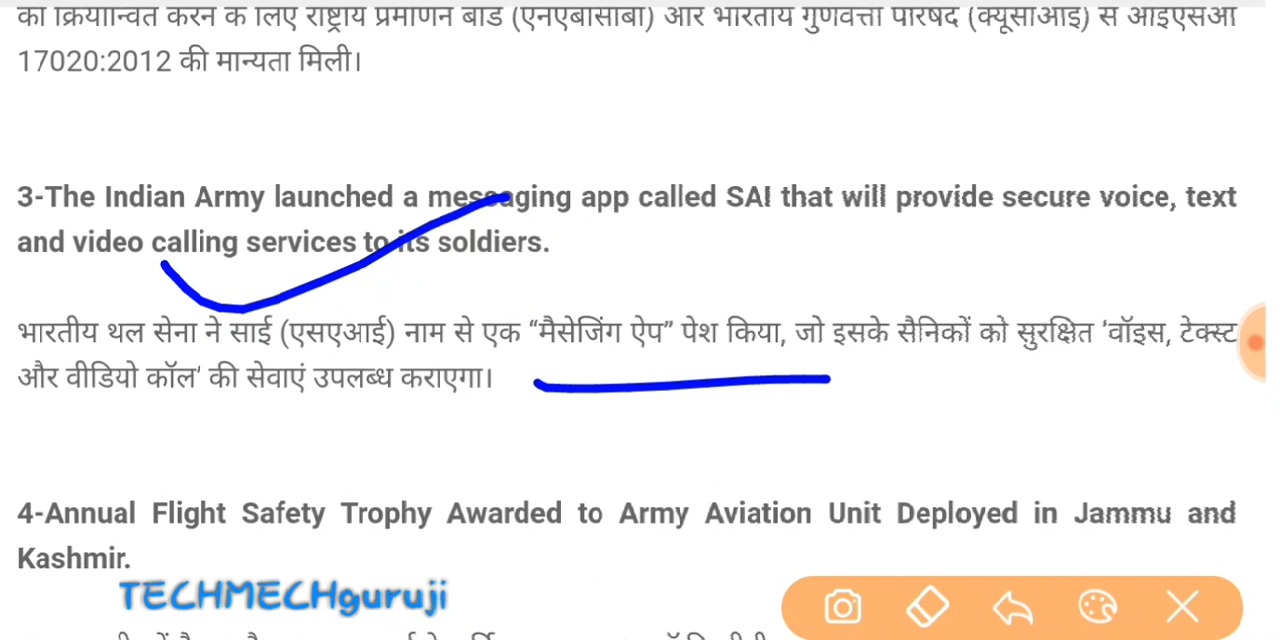 को क्रियान्वित करने के लिए राष्ट्रीय प्रमाणन बोर्ड (एनएबीसीबी) और भारतीय गुणवत्ता परिषद (क्यूसीआई) से आईएसओ
17020:2012 की मान्यता मिली।
3-The Indian Army launched a messaging app called SAI that will provide secure voice, text
and video calling services to its soldiers.
भारतीय थल सेना ने साई (एसएआई) नाम से एक “मैसेजिंग ऐप” पेश किया, जो इसके सैनिकों को सुरक्षित 'वॉइस, टेक्स्ट
और वीडियो कॉल' की सेवाएं उपलब्ध कराएगा।
4-Annual Flight Safety Trophy Awarded to Army Aviation Unit Deployed in Jammu and
Kashmir.
TECHMECHguruji